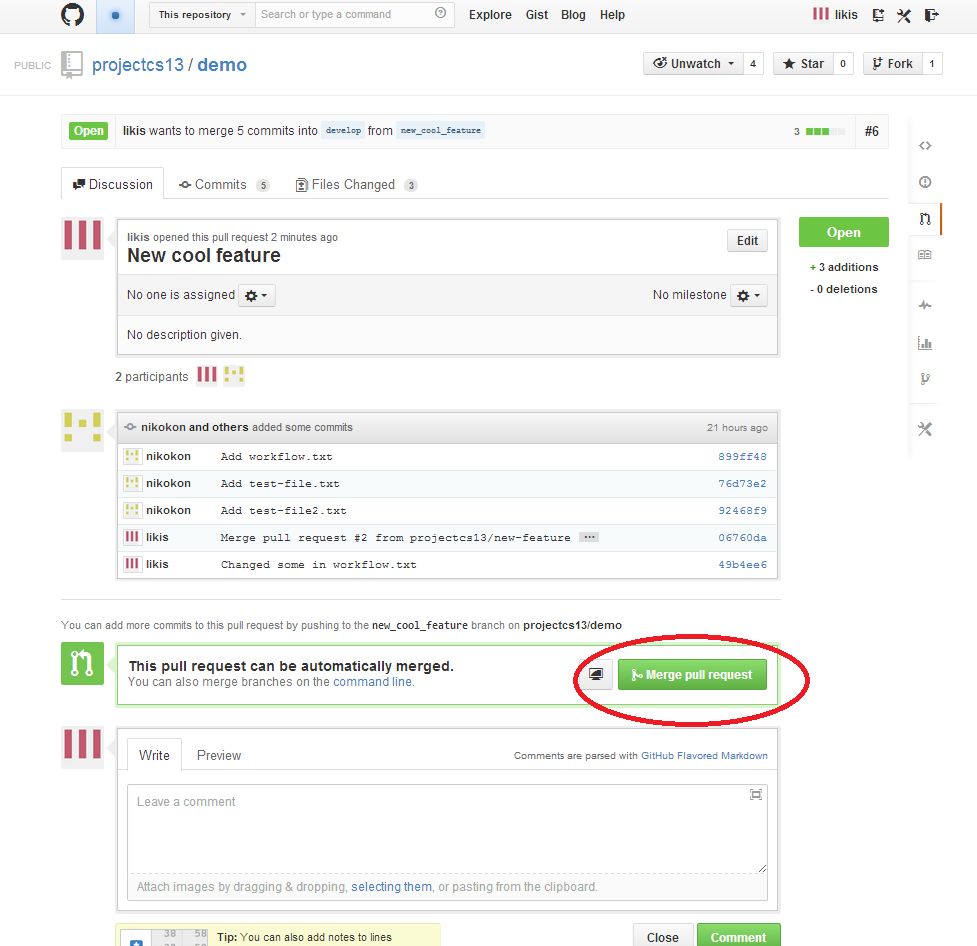 This repository Search or type a command Explore Gist Blog Help likis
PUBLIC projectcs13 / demo Unwatch 4 Star 0 Fork 1
Open likis wants to merge 5 commits into develop from new_cool_feature 3 #6
Discussion Commits 5 Files Changed 3
likis opened this pull request 2 minutes ago
New cool feature
Edit
Open
+ 3 additions
- 0 deletions
No one is assigned No milestone
No description given.
2 participants
nikokon and others added some commits 21 hours ago
nikokon Add workflow.txt 899ff48
nikokon Add test-file.txt 76d73e2
nikokon Add test-file2.txt 92468f9
likis Merge pull request #2 from projectcs13/new-feature ... 06760da
likis Changed some in workflow.txt 49b4ee6
You can add more commits to this pull request by pushing to the new_cool_feature branch on projectcs13/demo
This pull request can be automatically merged.
You can also merge branches on the command line.
Merge pull request
Write Preview Comments are parsed with GitHub Flavored Markdown
Leave a comment
Attach images by dragging & dropping, selecting them, or pasting from the clipboard.
38 58 Tip: You can also add notes to lines
Close Comment